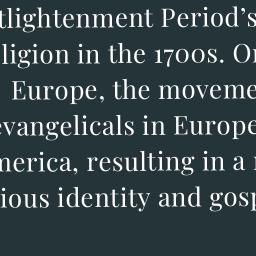 tlightenment Period's
ligion in the 1700s. Or
Europe, the moveme
evangelicals in Europe
merica, resulting in a r
ious identity and gosp